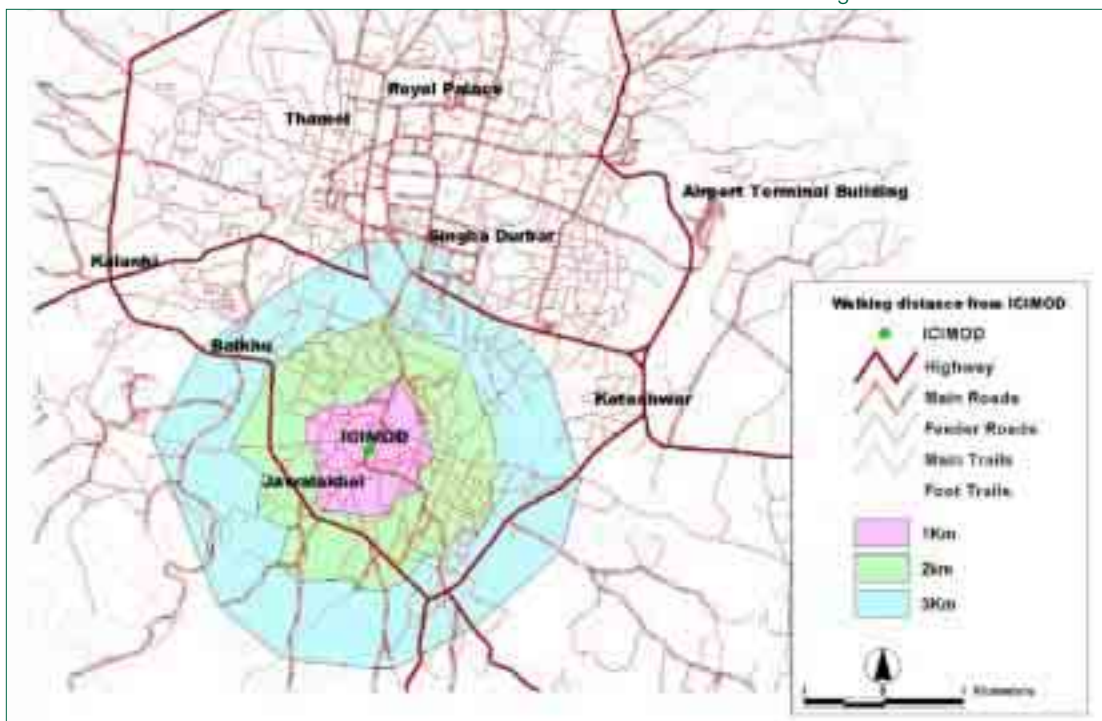 Royal Palace
Thamel
Airport Terminal Building
Singha Durbar
Kalanki
Balkhu
Koteshwar
ICIMOD
Jawalakhel
Walking distance from ICIMOD
ICIMOD
Highway
Main Roads
Feeder Roads
Main Trails
Foot Trails
1Km
2km
3Km
Kilometers